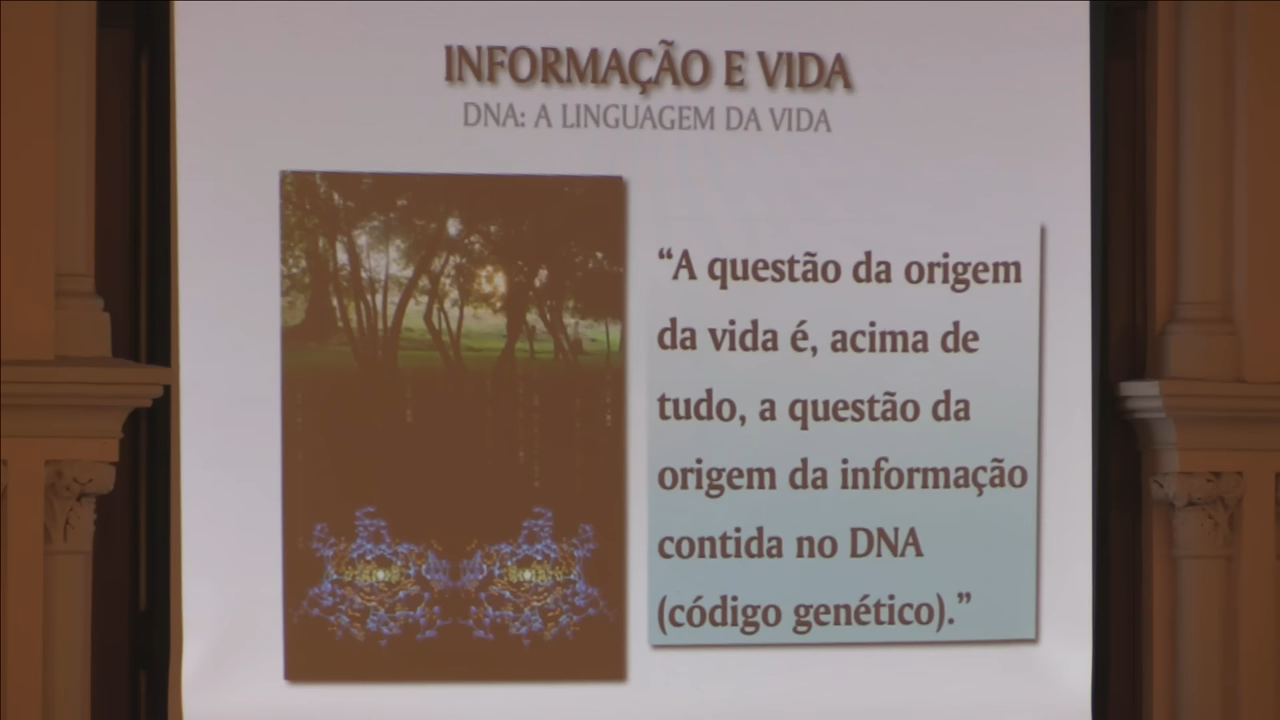 INFORMAÇÃO E VIDA
DNA: A LINGUAGEM DA VIDA
“A questão da origem
da vida é, acima de
tudo, a questão da
origem da informação
contida no DNA
(código genético).”